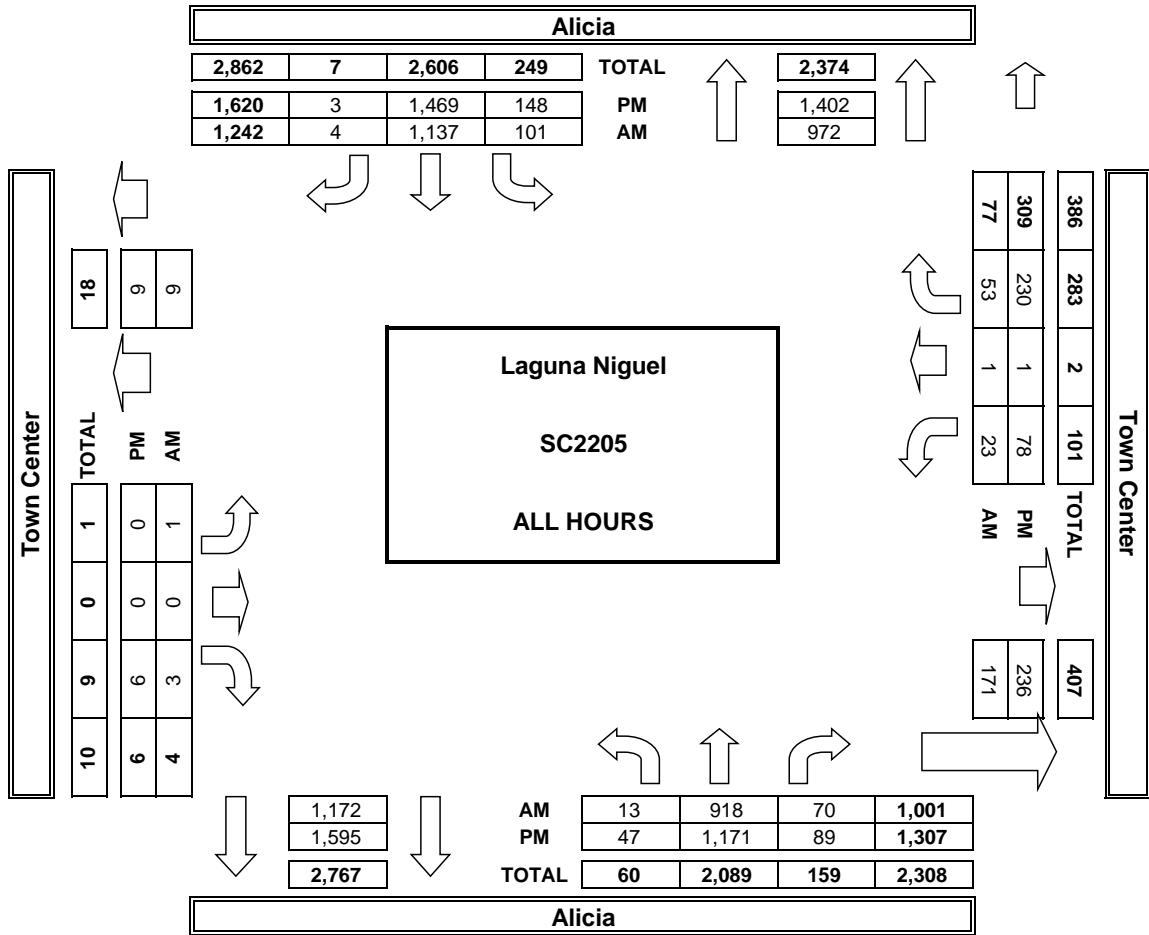 Alicia
2,862 7 2,606 249 TOTAL 2,374
1,620 3 1,469 148 PM 1,402
1,242 4 1,137 101 AM 972
Town Center
18 9 9
TOTAL PM AM
1 0 1
0 0 0
9 6 3
10 6 4
Laguna Niguel
SC2205
ALL HOURS
77 309 386
53 230 283
1 1 2
23 78 101
AM PM TOTAL
171 236 407
Town Center
1,172 AM 13 918 70 1,001
1,595 PM 47 1,171 89 1,307
2,767 TOTAL 60 2,089 159 2,308
Alicia